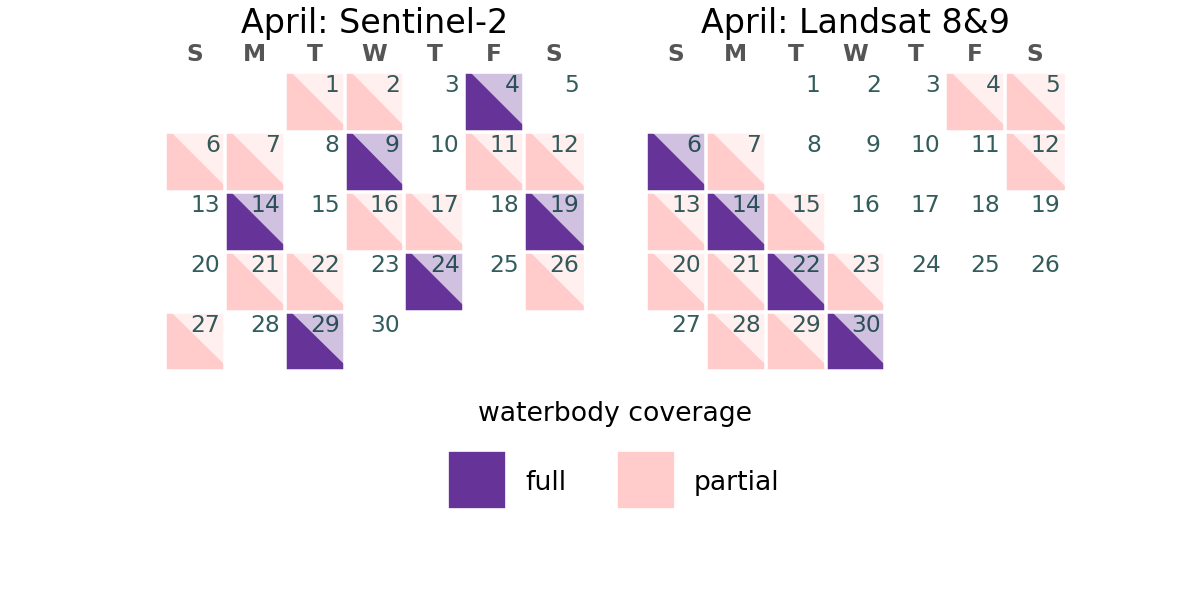 April: Sentinel-2
S M T W T F S
1 2 3 4 5
6 7 8 9 10 11 12
13 14 15 16 17 18 19
20 21 22 23 24 25 26
27 28 29 30
April: Landsat 8&9
S M T W T F S
1 2 3 4 5
6 7 8 9 10 11 12
13 14 15 16 17 18 19
20 21 22 23 24 25 26
27 28 29 30
waterbody coverage
full
partial